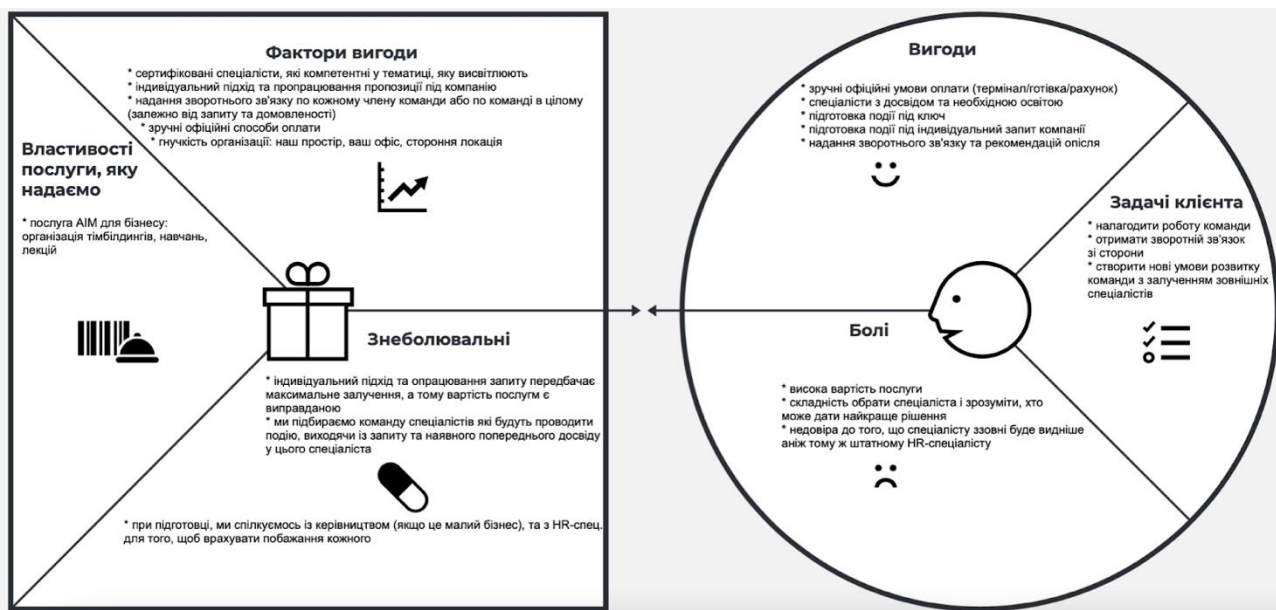 Фактори вигоди
* сертифіковані спеціалісти, які компетентні у тематиці, яку висвітлюють
* індивідуальний підхід та пропрацювання пропозиції під компанію
* надання зворотнього зв'язку по кожному члену команди або по команді в цілому
(залежно від запиту та домовленості)
* зручні офіційні способи оплати
* гнучкість організації: наш простір, ваш офіс, стороння локація
Властивості
послуги, яку
надаємо
* послуга АІМ для бізнесу:
організація тімбілдингів, навчань,
лекцій
Знеболювальні
* індивідуальний підхід та опрацювання запиту передбачає
максимальне залучення, а тому вартість послугм є
виправданою
* ми підбираємо команду спеціалістів які будуть проводити
подію, виходячи із запиту та наявного попереднього досвіду
у цього спеціаліста
* при підготовці, ми спілкуємось із керівництвом (якщо це малий бізнес), та з HR-спец.
для того, щоб врахувати побажання кожного
Вигоди
* зручні офіційні умови оплати (термінал/готівка/рахунок)
* спеціалісти з досвідом та необхідною освітою
* підготовка події під ключ
* підготовка події під індивідуальний запит компанії
* надання зворотнього зв'язку та рекомендацій опісля
Задачі клієнта
* налагодити роботу команди
* отримати зворотній зв'язок
зі сторони
* створити нові умови розвитку
команди з залученням зовнішніх
спеціалістів
Болі
* висока вартість послуги
* складність обрати спеціаліста і зрозуміти, хто
може дати найкраще рішення
* недовіра до того, що спеціалісту ззовні буде видніше
аніж тому ж штатному HR-спеціалісту